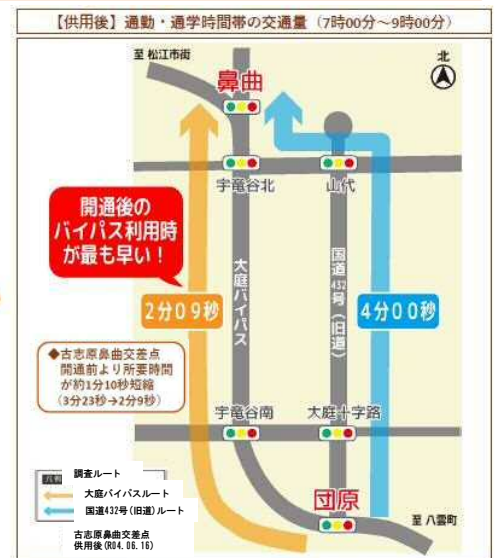 【供用後】通勤・通学時間帯の交通量（7時00分～9時00分）
至 松江市街
北
鼻曲
宇竜谷北
山代
開通後の
バイパス利用時
が最も早い！
大庭バイパス
国道432号（旧道）
2分09秒
4分00秒
◆古志原鼻曲交差点
開通前より所要時間
が約1分10秒短縮
（3分23秒→2分9秒）
宇竜谷南
大庭十字路
調査ルート
大庭バイパスルート
国道432号(旧道)ルート
団原
至 八雲町
古志原鼻曲交差点
供用後(R04.06.16)